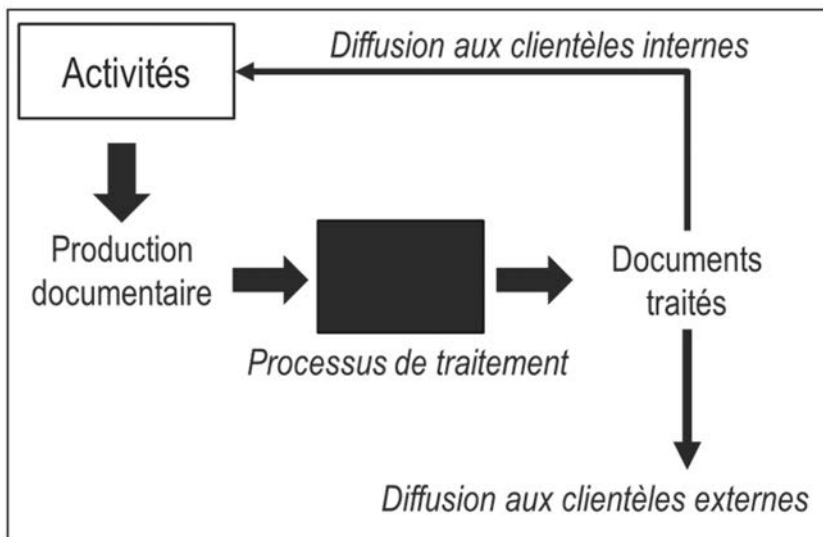 Diffusion aux clientèles internes
Activités
Production
documentaire
Processus de traitement
Documents
traités
Diffusion aux clientèles externes